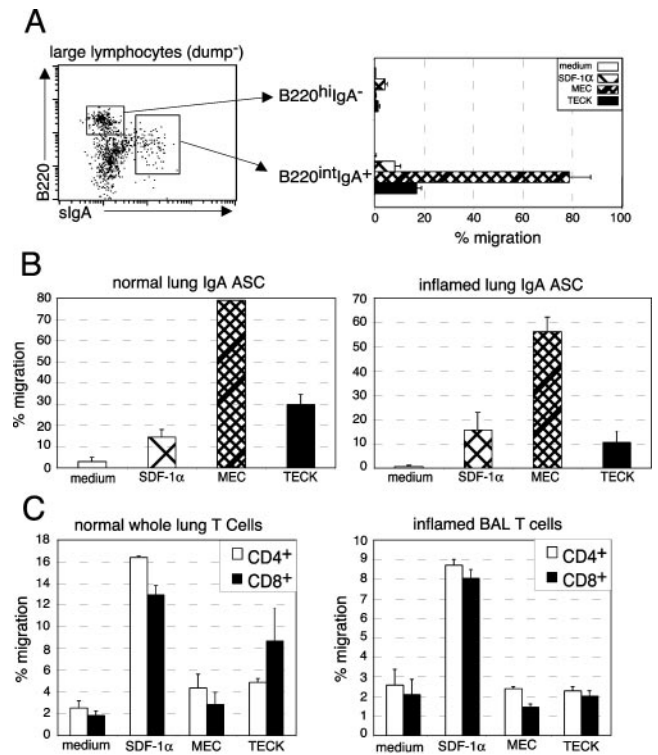 A
large lymphocytes (dump⁻)
B220
sIgA
B220ʰⁱIgA⁻
B220ⁱⁿᵗIgA⁺
medium
SDF-1α
MEC
TECK
0 20 40 60 80 100
% migration
B
normal lung IgA ASC
% migration
80
70
60
50
40
30
20
10
0
medium SDF-1α MEC TECK
inflamed lung IgA ASC
70
60
50
40
30
20
10
0
medium SDF-1α MEC TECK
C
normal whole lung T Cells
% migration
18
16
14
12
10
8
6
4
2
0
CD4⁺
CD8⁺
medium SDF-1α MEC TECK
inflamed BAL T cells
% migration
10
9
8
7
6
5
4
3
2
1
0
CD4⁺
CD8⁺
medium SDF-1α MEC TECK